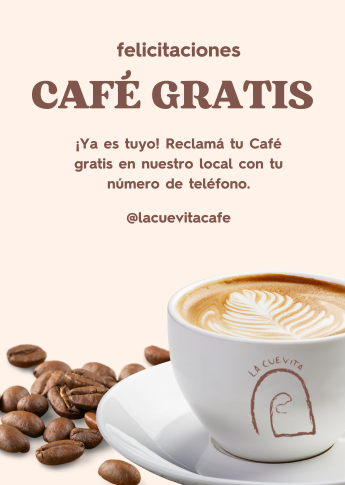 felicitaciones
CAFÉ GRATIS
¡Ya es tuyo! Reclamá tu Café
gratis en nuestro local con tu
número de teléfono.
@lacuevitacafe
LA CUEVITA